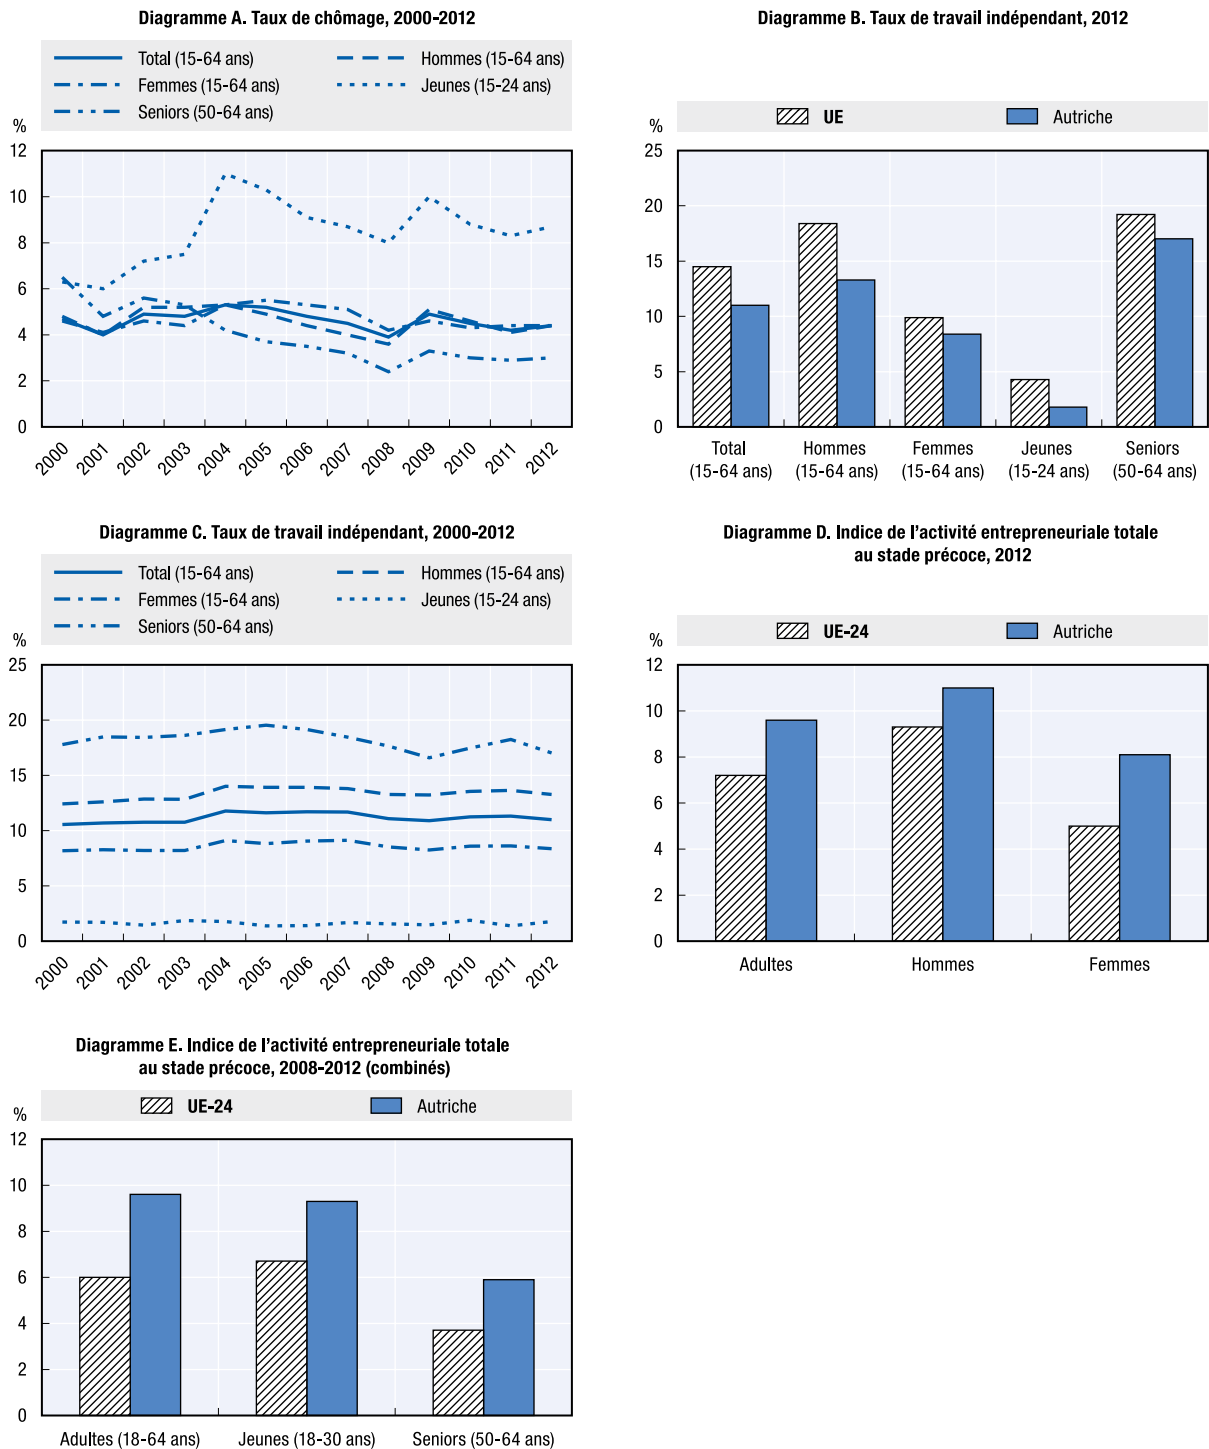 Diagramme A. Taux de chômage, 2000-2012
Total (15-64 ans)
Hommes (15-64 ans)
Femmes (15-64 ans)
Jeunes (15-24 ans)
Seniors (50-64 ans)
%
12
10
8
6
4
2
0
2000 2001 2002 2003 2004 2005 2006 2007 2008 2009 2010 2011 2012
Diagramme B. Taux de travail indépendant, 2012
UE
Autriche
%
25
20
15
10
5
0
Total Hommes Femmes Jeunes Seniors
(15-64 ans) (15-64 ans) (15-64 ans) (15-24 ans) (50-64 ans)
Diagramme C. Taux de travail indépendant, 2000-2012
Total (15-64 ans)
Hommes (15-64 ans)
Femmes (15-64 ans)
Jeunes (15-24 ans)
Seniors (50-64 ans)
%
25
20
15
10
5
0
2000 2001 2002 2003 2004 2005 2006 2007 2008 2009 2010 2011 2012
Diagramme D. Indice de l'activité entrepreneuriale totale
au stade précoce, 2012
UE-24
Autriche
%
12
10
8
6
4
2
0
Adultes Hommes Femmes
Diagramme E. Indice de l'activité entrepreneuriale totale
au stade précoce, 2008-2012 (combinés)
UE-24
Autriche
%
12
10
8
6
4
2
0
Adultes (18-64 ans) Jeunes (18-30 ans) Seniors (50-64 ans)